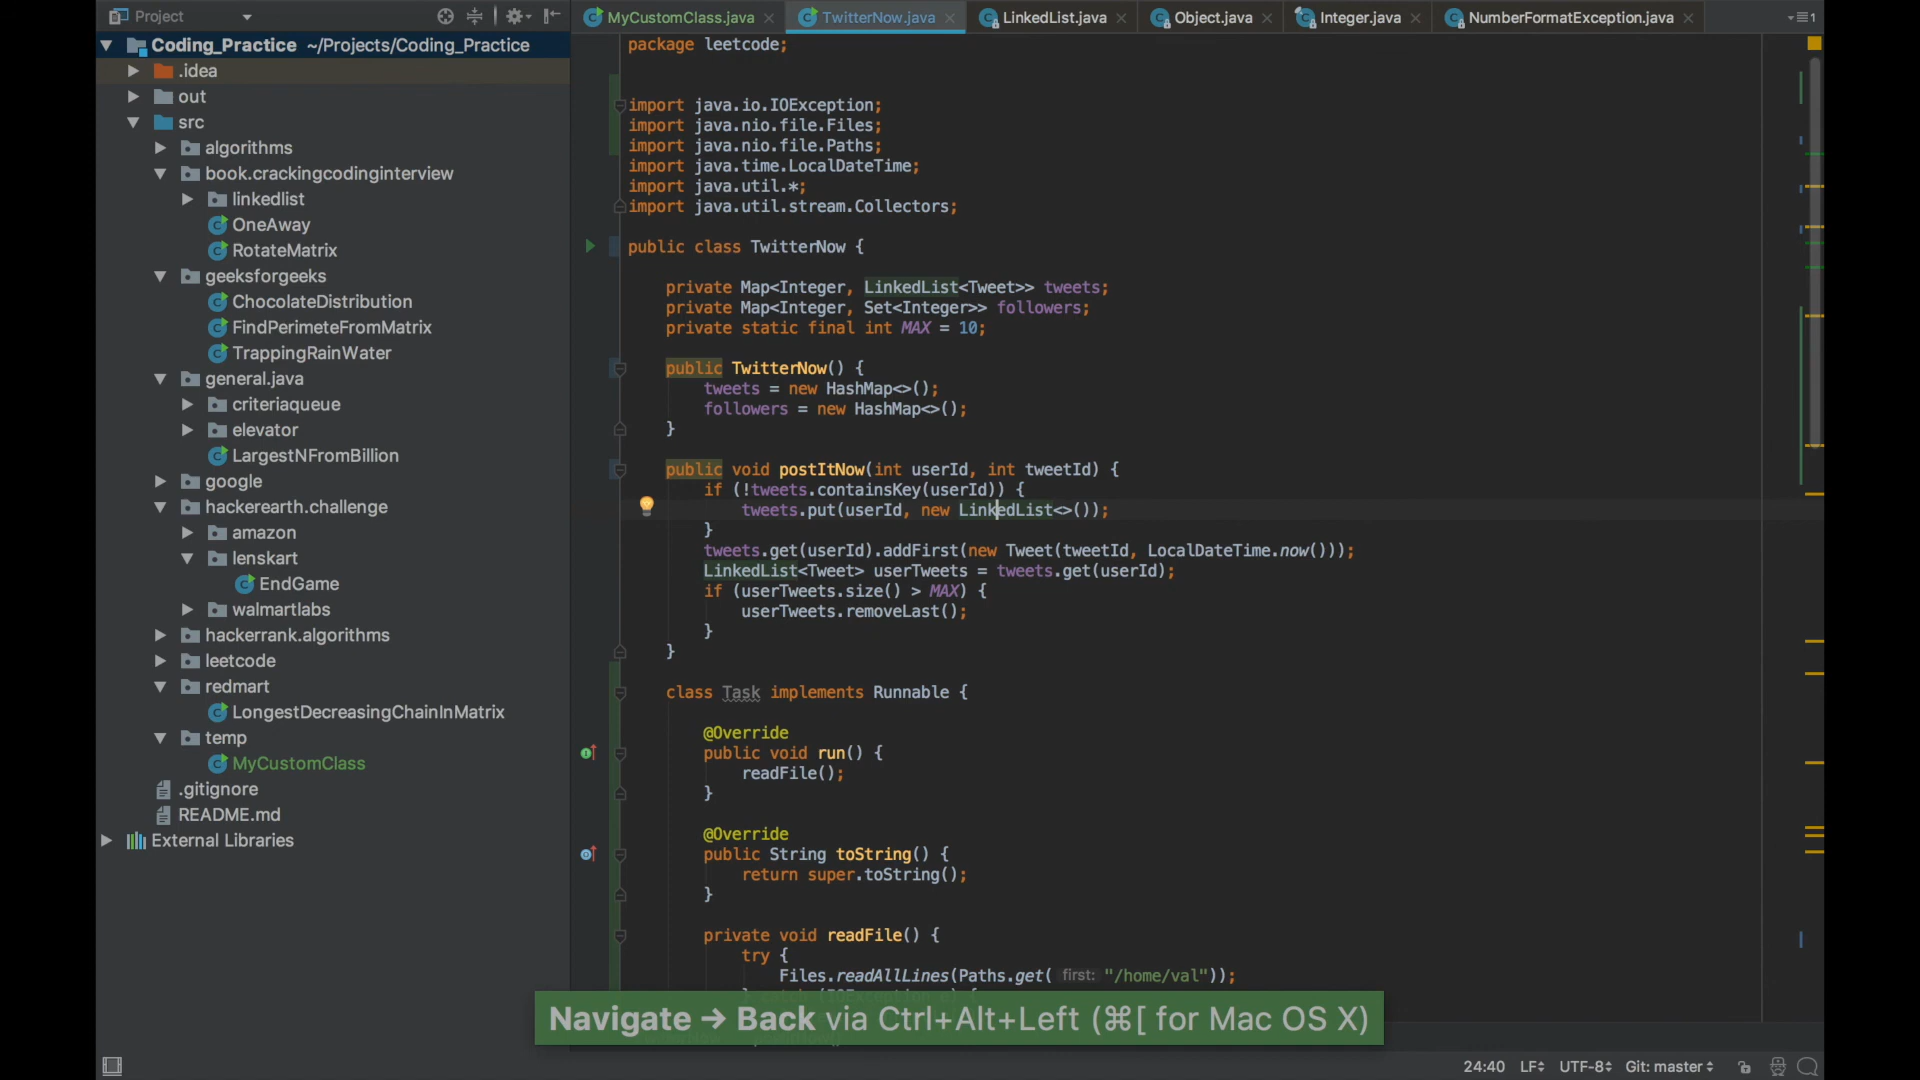 Project
MyCustomClass.java
TwitterNow.java
LinkedList.java
Object.java
Integer.java
NumberFormatException.java
1
Coding_Practice ~/Projects/Coding_Practice
.idea
out
src
algorithms
book.crackingcodinginterview
linkedlist
OneAway
RotateMatrix
geeksforgeeks
ChocolateDistribution
FindPerimeteFromMatrix
TrappingRainWater
general.java
criteriaqueue
elevator
LargestNFromBillion
google
hackerearth.challenge
amazon
lenskart
EndGame
walmartlabs
hackerrank.algorithms
leetcode
redmart
LongestDecreasingChainInMatrix
temp
MyCustomClass
.gitignore
README.md
External Libraries
package leetcode;
import java.io.IOException;
import java.nio.file.Files;
import java.nio.file.Paths;
import java.time.LocalDateTime;
import java.util.*;
import java.util.stream.Collectors;
public class TwitterNow {
private Map<Integer, LinkedList<Tweet>> tweets;
private Map<Integer, Set<Integer>> followers;
private static final int MAX = 10;
public TwitterNow() {
tweets = new HashMap<>();
followers = new HashMap<>();
}
public void postItNow(int userId, int tweetId) {
if (!tweets.containsKey(userId)) {
tweets.put(userId, new LinkedList<>());
}
tweets.get(userId).addFirst(new Tweet(tweetId, LocalDateTime.now()));
LinkedList<Tweet> userTweets = tweets.get(userId);
if (userTweets.size() > MAX) {
userTweets.removeLast();
}
}
class Task implements Runnable {
@Override
public void run() {
readFile();
}
@Override
public String toString() {
return super.toString();
}
private void readFile() {
try {
Files.readAllLines(Paths.get( first: "/home/val"));
Navigate → Back via Ctrl+Alt+Left (⌘[ for Mac OS X)
24:40 LF UTF-8 Git: master